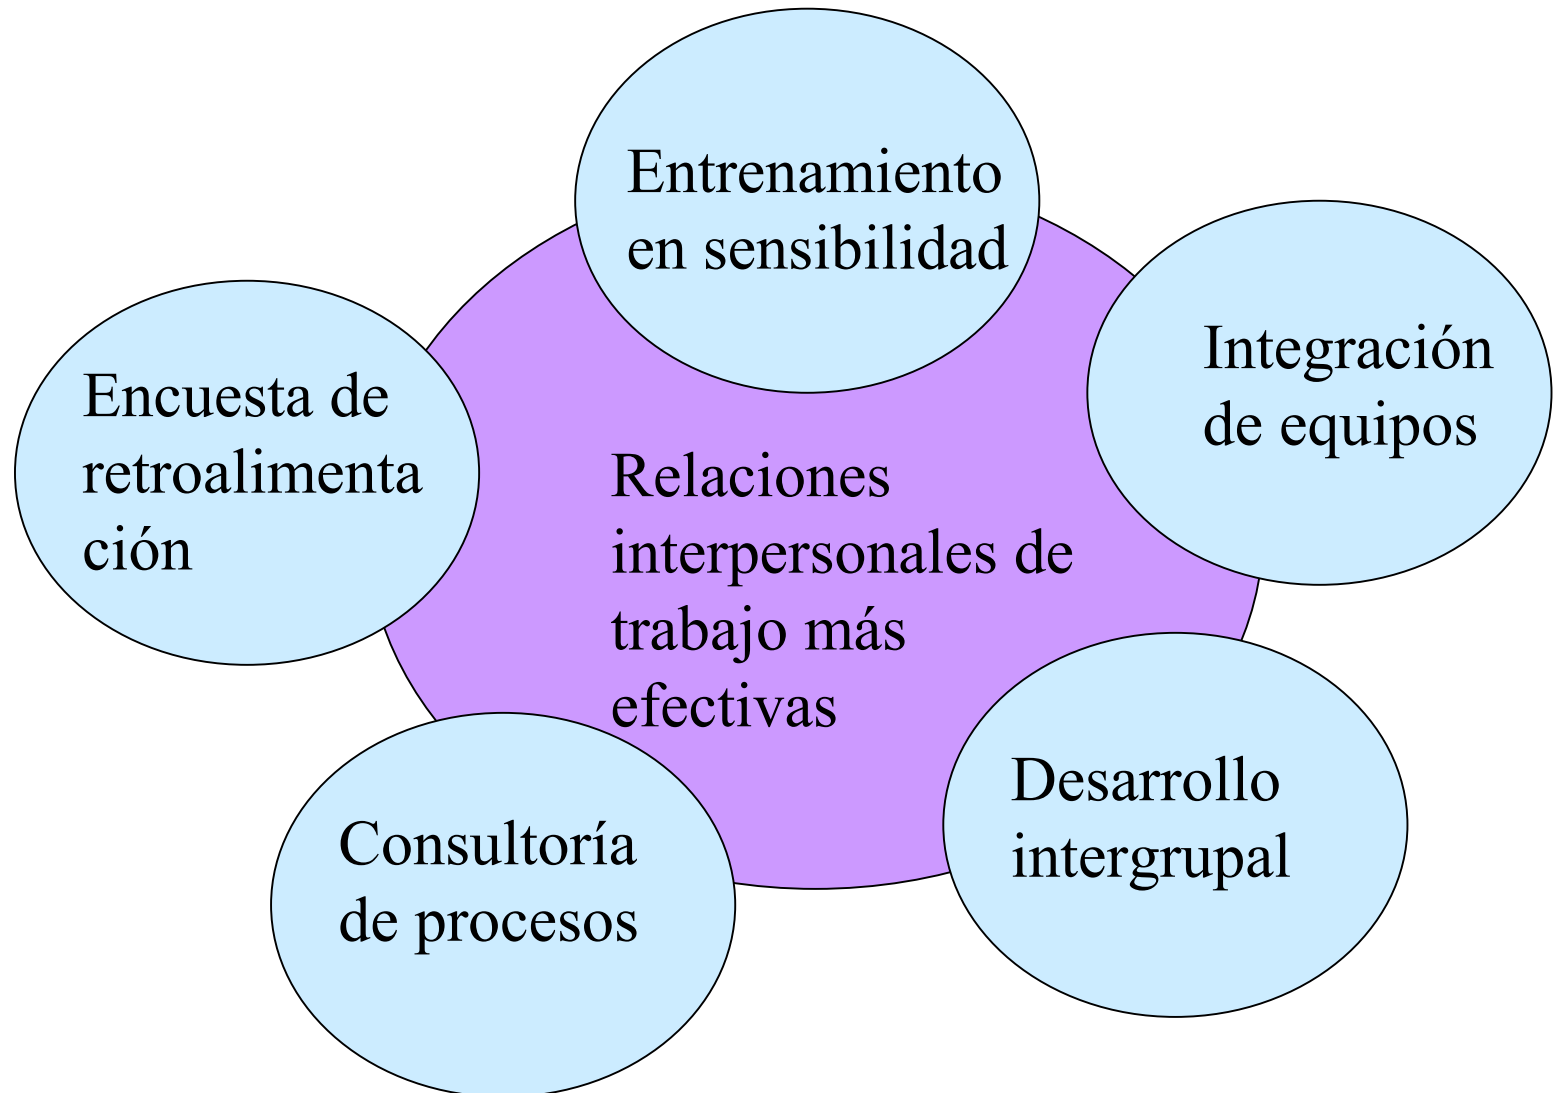 Entrenamiento
en sensibilidad
Integración
de equipos
Encuesta de
retroalimenta
ción
Relaciones
interpersonales de
trabajo más
efectivas
Desarrollo
intergrupal
Consultoría
de procesos